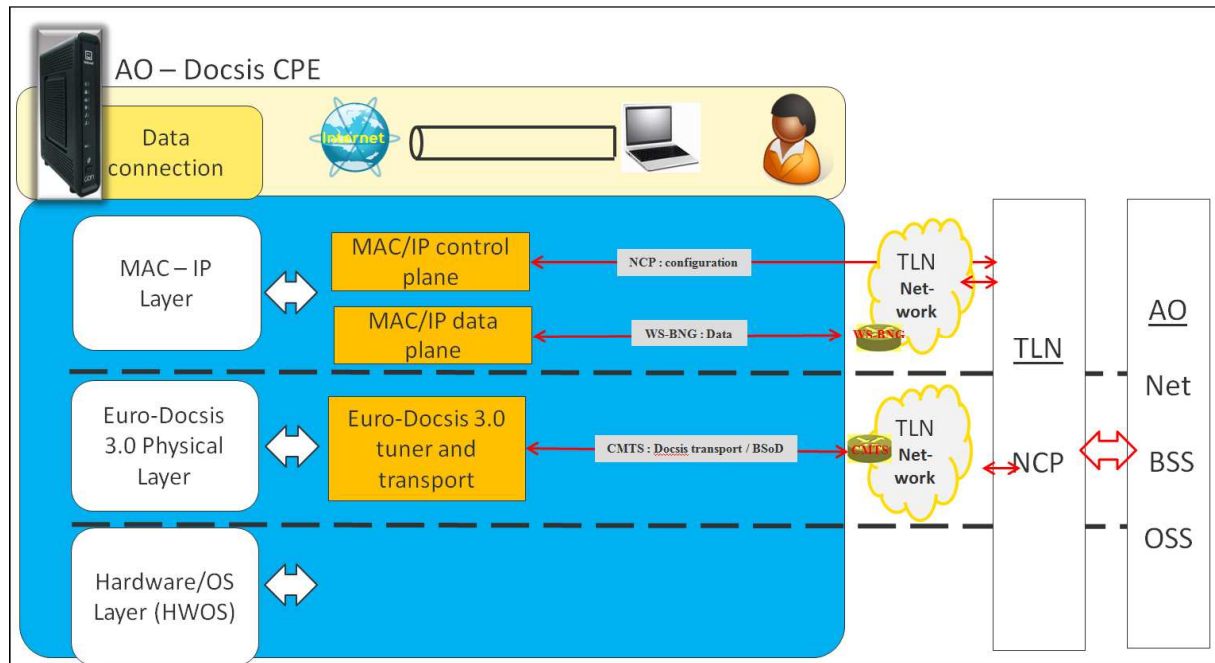 AO – Docsis CPE
Data
connection
Internet
MAC – IP
Layer
MAC/IP control
plane
NCP : configuration
TLN
Net-
work
MAC/IP data
plane
WS-BNG : Data
WS-BNG
Euro-Docsis
3.0 Physical
Layer
Euro-Docsis 3.0
tuner and
transport
CMTS : Docsis transport / BSoD
CMTS
TLN
Net-
work
Hardware/OS
Layer (HWOS)
TLN
NCP
AO
Net
BSS
OSS